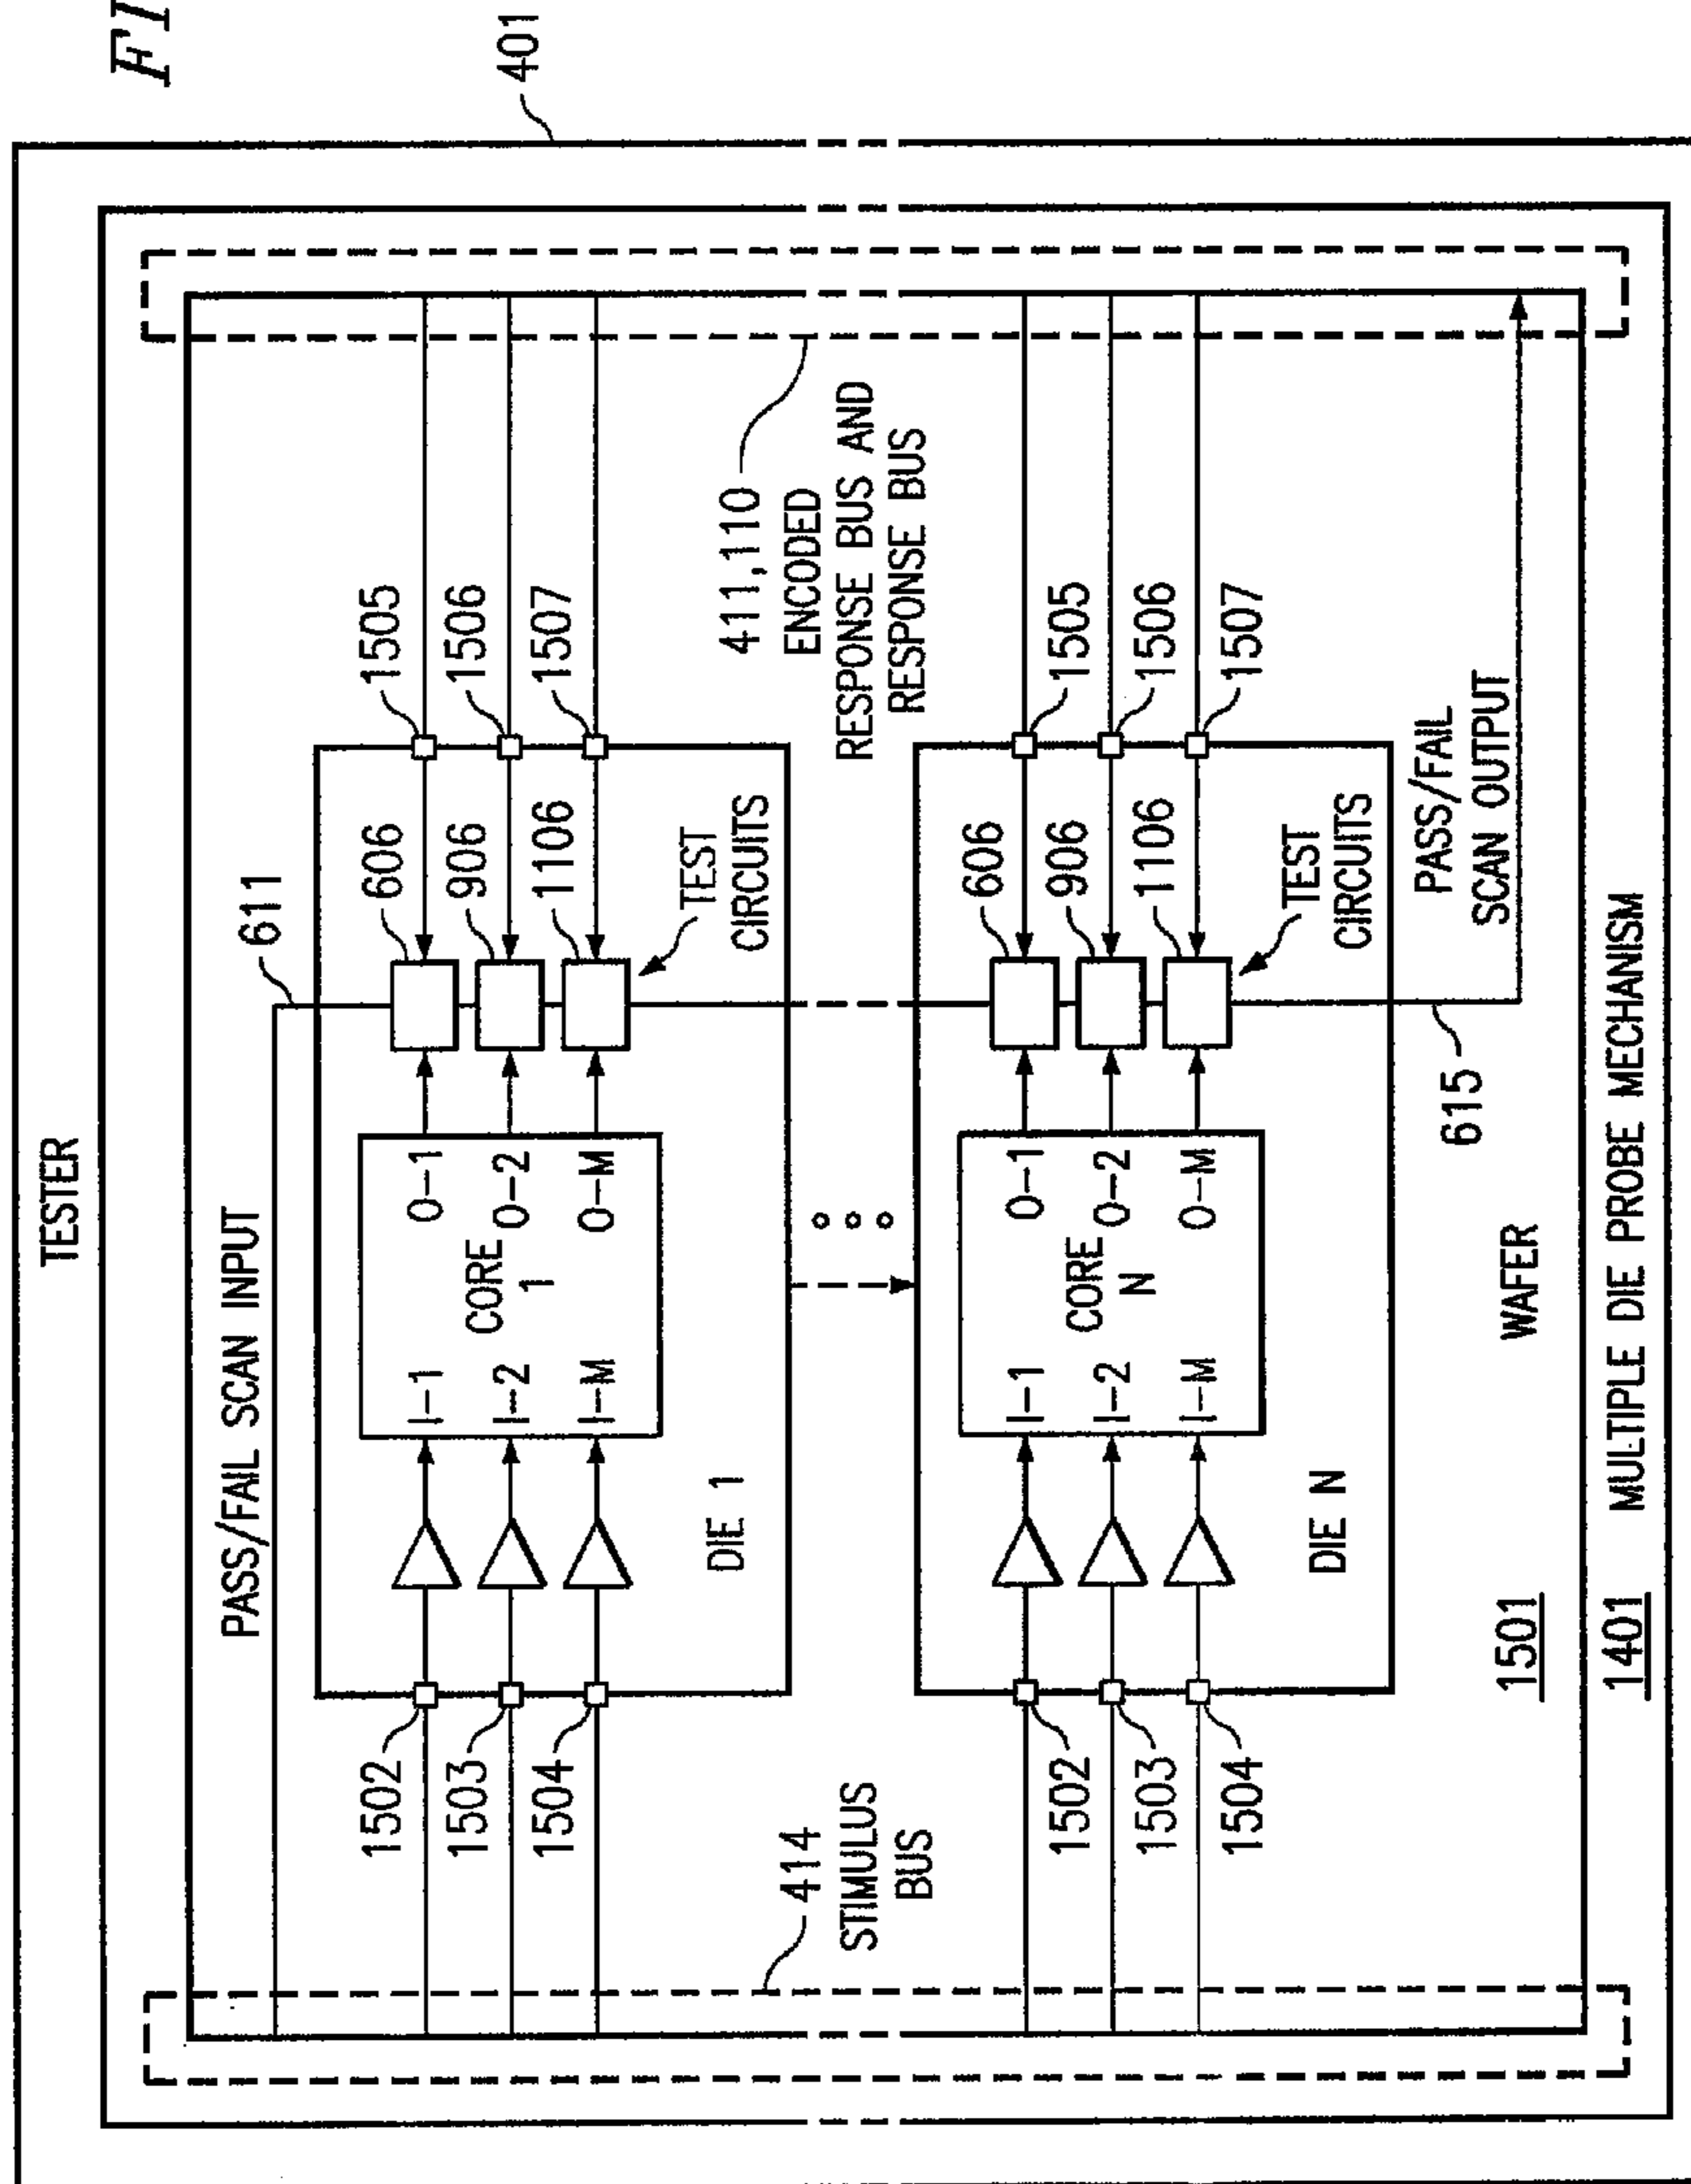 FI
TESTER
401
PASS/FAIL SCAN INPUT
611
1502
1503
1504
I-1
I-2
I-M
CORE
1
O-1
O-2
O-M
606
906
1106
TEST
CIRCUITS
1505
1506
1507
DIE 1
414
STIMULUS
BUS
411,110
ENCODED
RESPONSE BUS AND
RESPONSE BUS
1502
1503
1504
I-1
I-2
I-M
CORE
N
O-1
O-2
O-M
606
906
1106
TEST
CIRCUITS
1505
1506
1507
DIE N
615
PASS/FAIL
SCAN OUTPUT
1501
WAFER
1401
MULTIPLE DIE PROBE MECHANISM